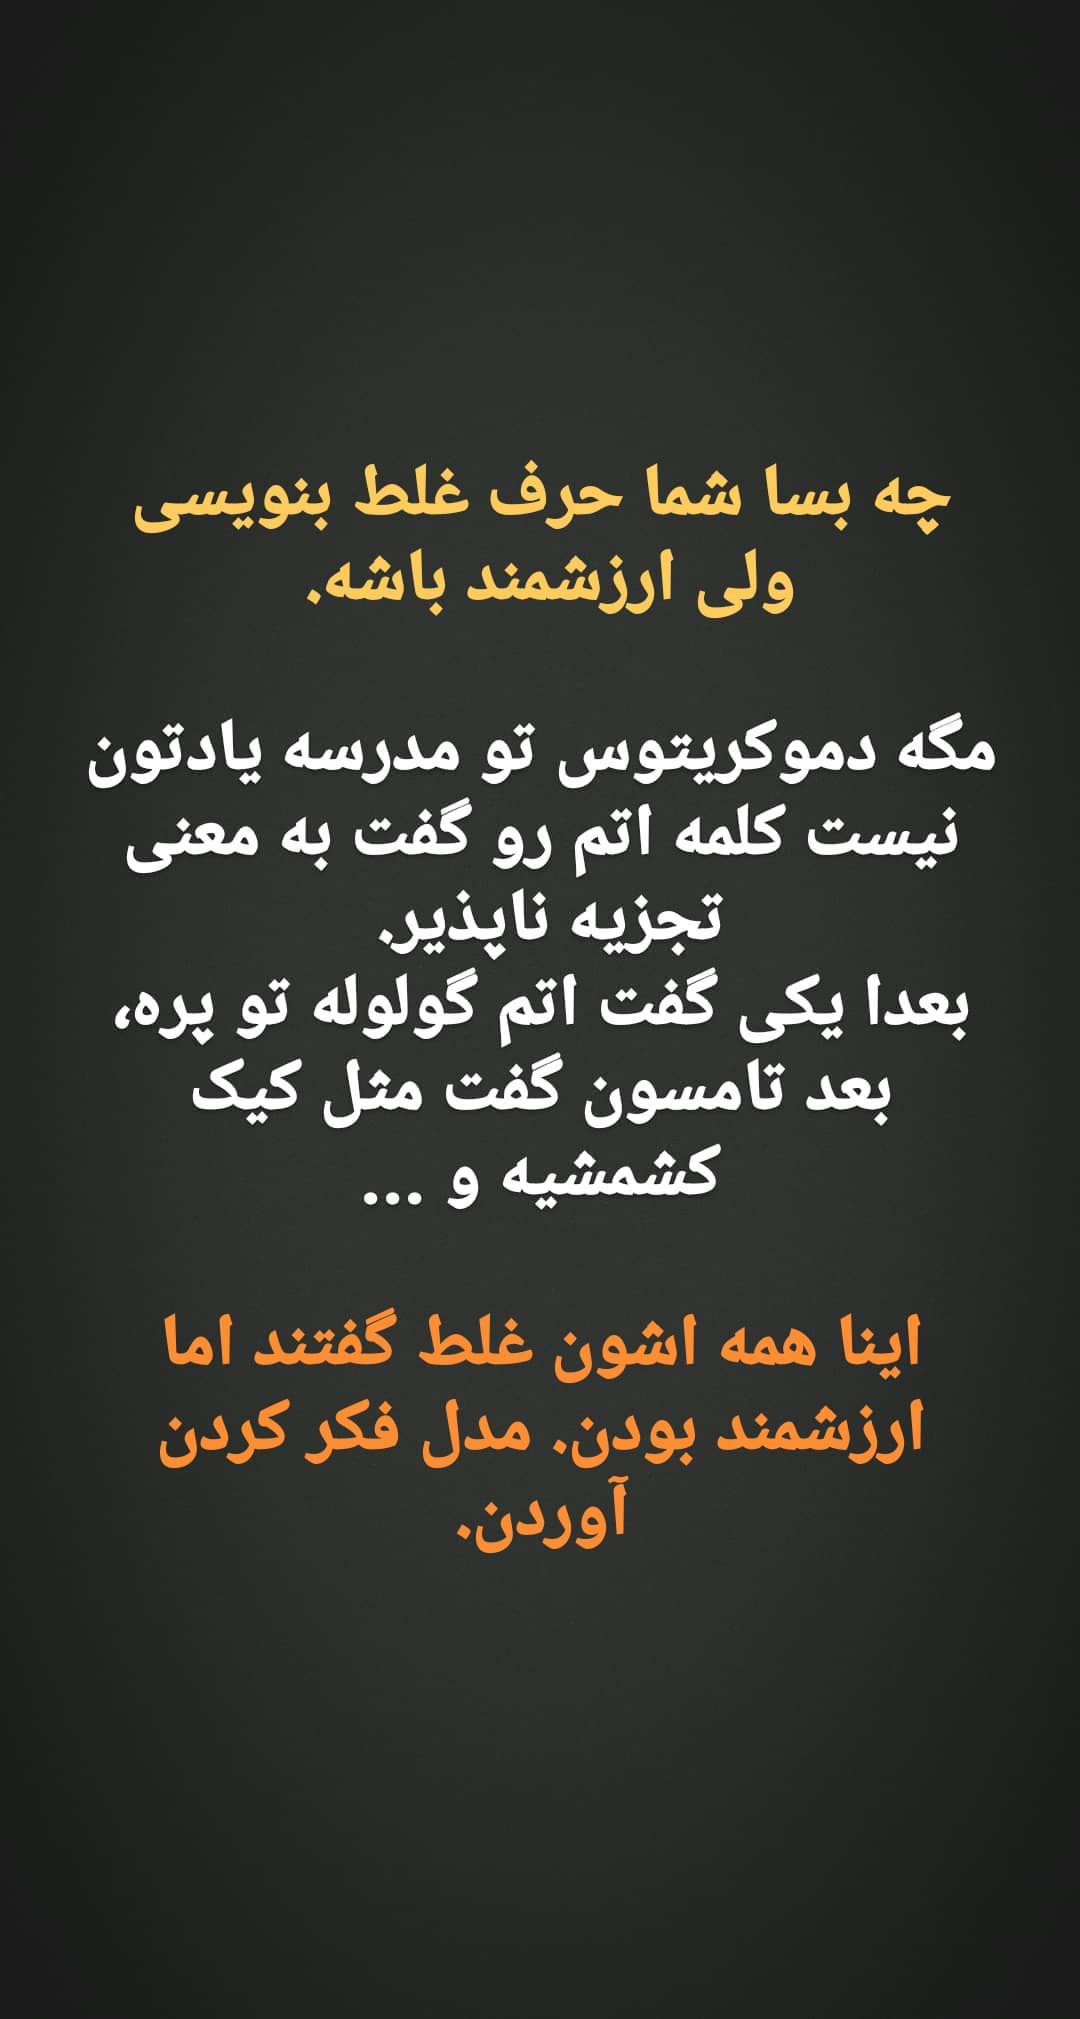 چه بسا شما حرف غلط بنویسی
ولی ارزشمند باشه.
مگه دموکریتوس تو مدرسه یادتون
نیست کلمه اتم رو گفت به معنی
تجزیه ناپذیر.
بعدا یکی گفت اتم گولوله تو پره،
بعد تامسون گفت مثل کیک
کشمشیه و ...
اینا همه اشون غلط گفتند اما
ارزشمند بودن. مدل فکر کردن
آوردن.